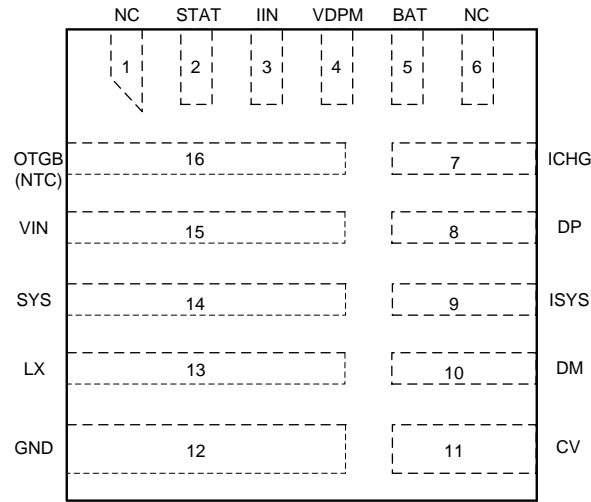 NC STAT IIN VDPM BAT NC
1 2 3 4 5 6
OTGB 16 7 ICHG
(NTC)
VIN 15 8 DP
SYS 14 9 ISYS
LX 13 10 DM
GND 12 11 CV